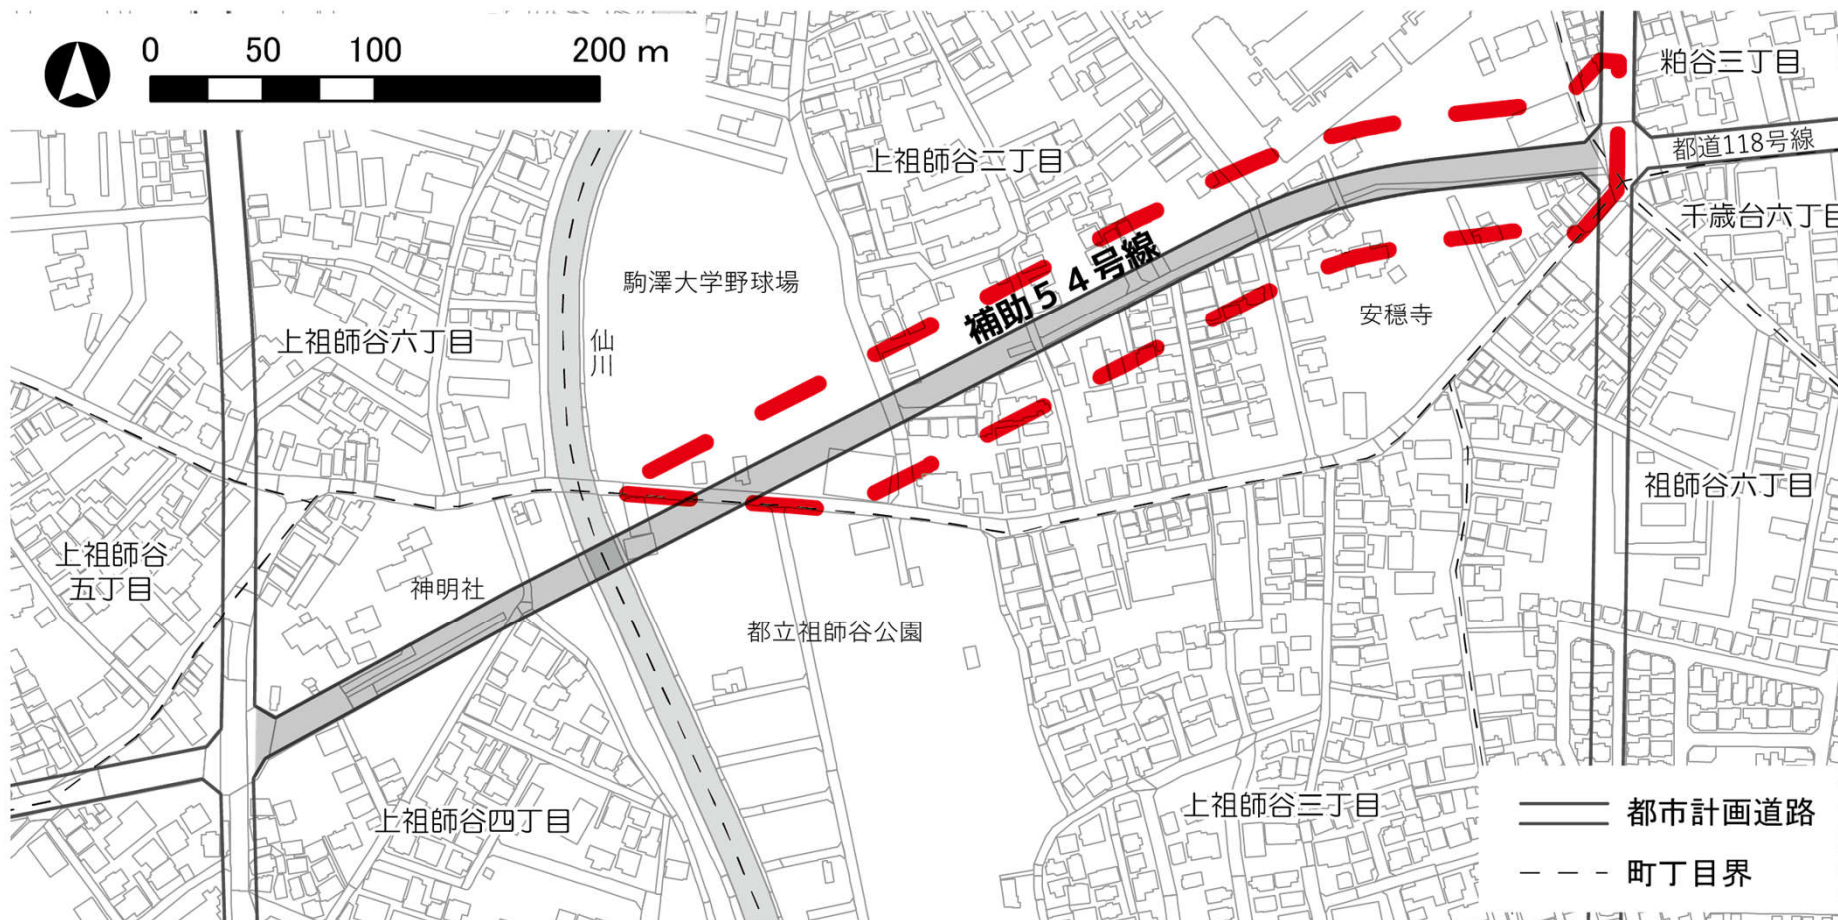 0 50 100 200 m
粕谷三丁目
都道118号線
上祖師谷二丁目
千歳台六丁目
駒澤大学野球場
補助５４号線
安穏寺
上祖師谷六丁目
仙川
祖師谷六丁目
上祖師谷
五丁目
神明社
都立祖師谷公園
上祖師谷四丁目
上祖師谷三丁目
都市計画道路
町丁目界